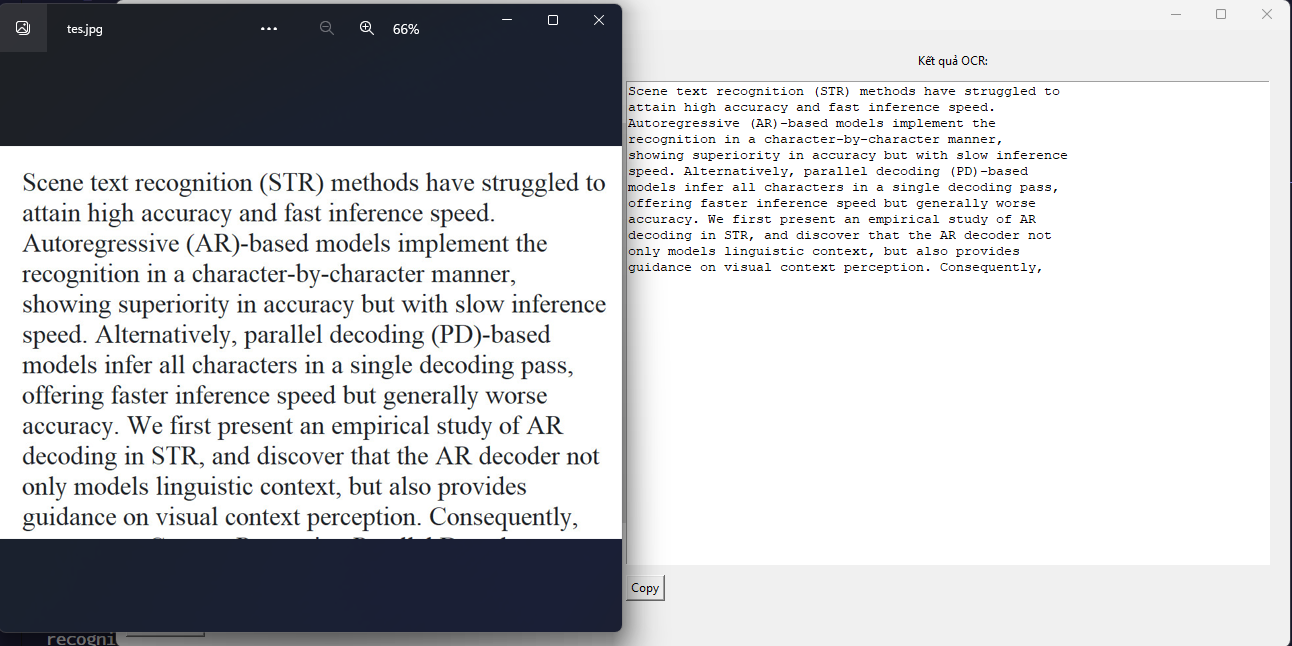 tes.jpg
66%
Scene text recognition (STR) methods have struggled to
attain high accuracy and fast inference speed.
Autoregressive (AR)-based models implement the
recognition in a character-by-character manner,
showing superiority in accuracy but with slow inference
speed. Alternatively, parallel decoding (PD)-based
models infer all characters in a single decoding pass,
offering faster inference speed but generally worse
accuracy. We first present an empirical study of AR
decoding in STR, and discover that the AR decoder not
only models linguistic context, but also provides
guidance on visual context perception. Consequently,
Kết quả OCR:
Scene text recognition (STR) methods have struggled to
attain high accuracy and fast inference speed.
Autoregressive (AR)-based models implement the
recognition in a character-by-character manner,
showing superiority in accuracy but with slow inference
speed. Alternatively, parallel decoding (PD)-based
models infer all characters in a single decoding pass,
offering faster inference speed but generally worse
accuracy. We first present an empirical study of AR
decoding in STR, and discover that the AR decoder not
only models linguistic context, but also provides
guidance on visual context perception. Consequently,
Copy
recogni